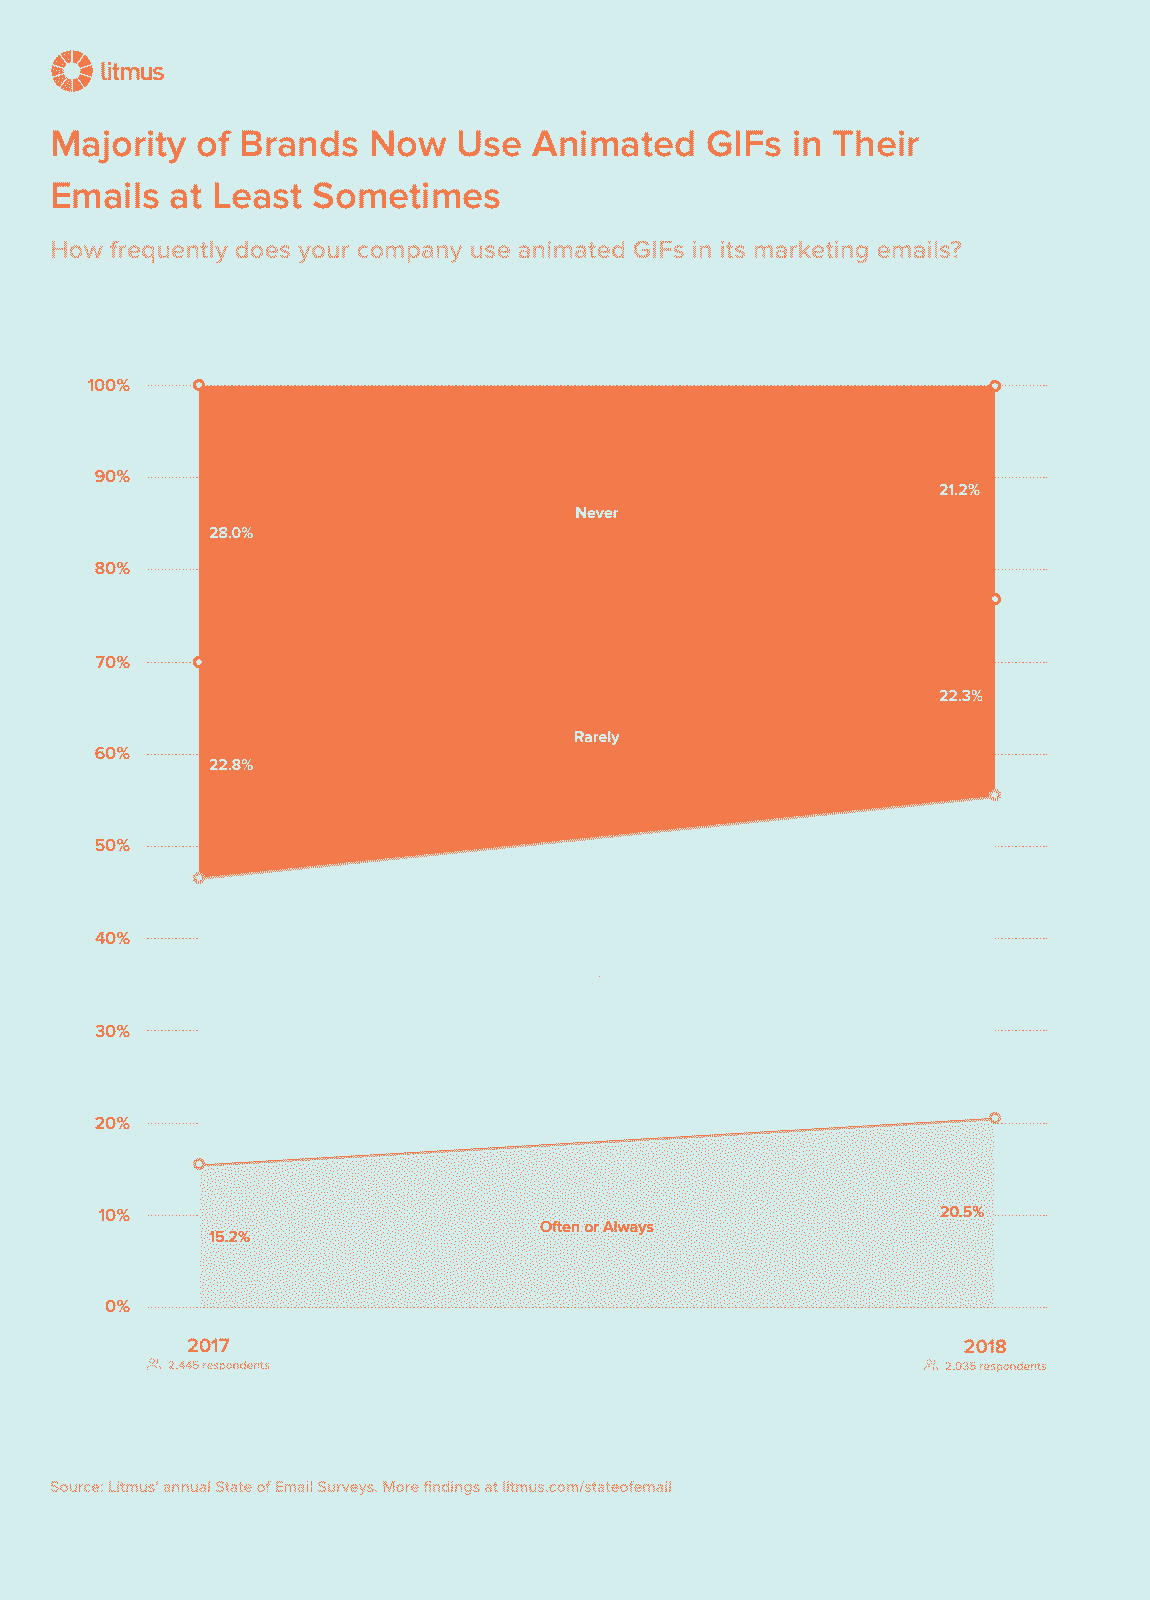 litmus
Majority of Brands Now Use Animated GIFs in Their
Emails at Least Sometimes
How frequently does your company use animated GIFs in its marketing emails?
100%
90%
21.2%
Never
28.0%
80%
70%
22.3%
Rarely
60%
22.8%
50%
40%
30%
20%
10%
20.5%
Often or Always
15.2%
0%
2017
2018
2,445 respondents
2,035 respondents
Source: Litmus' annual State of Email Surveys. More findings at litmus.com/stateofemail